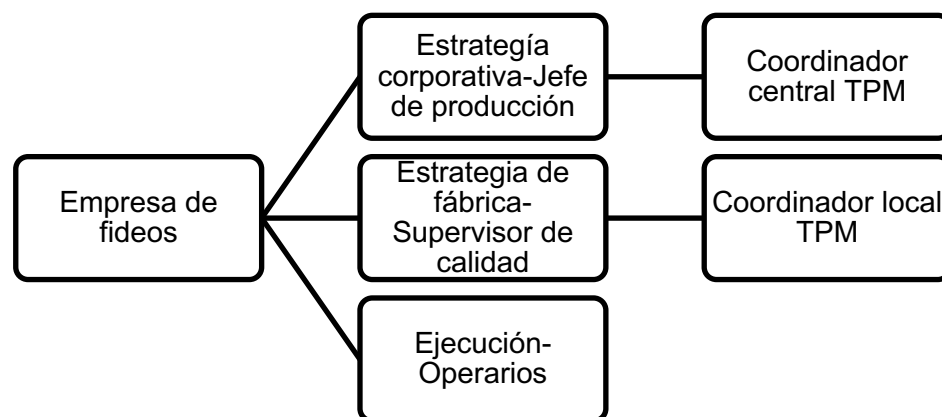 Empresa de
fideos
Estrategía
corporativa-Jefe
de producción
Coordinador
central TPM
Estrategia de
fábrica-
Supervisor de
calidad
Coordinador local
TPM
Ejecución-
Operarios